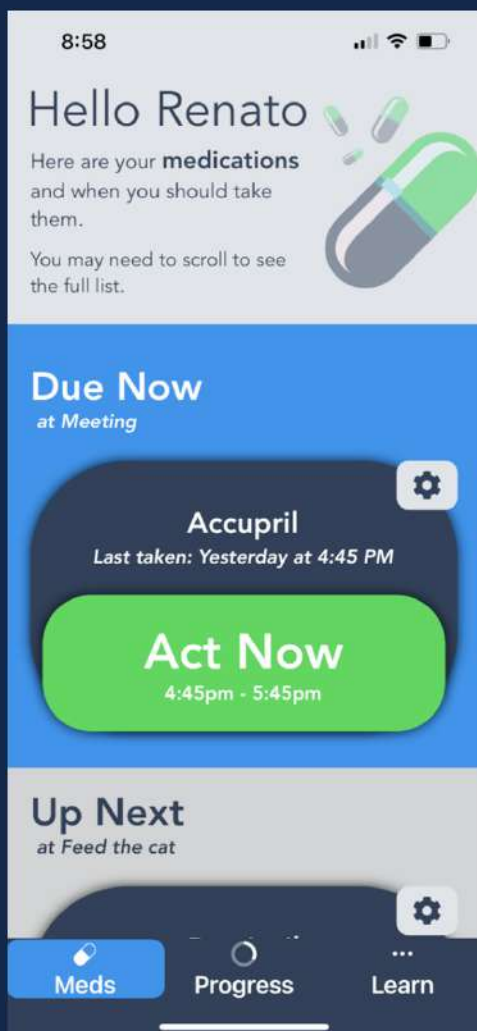 8:58
Hello Renato
Here are your medications
and when you should take
them.
You may need to scroll to see
the full list.
Due Now
at Meeting
Accupril
Last taken: Yesterday at 4:45 PM
Act Now
4:45pm - 5:45pm
Up Next
at Feed the cat
Meds Progress Learn